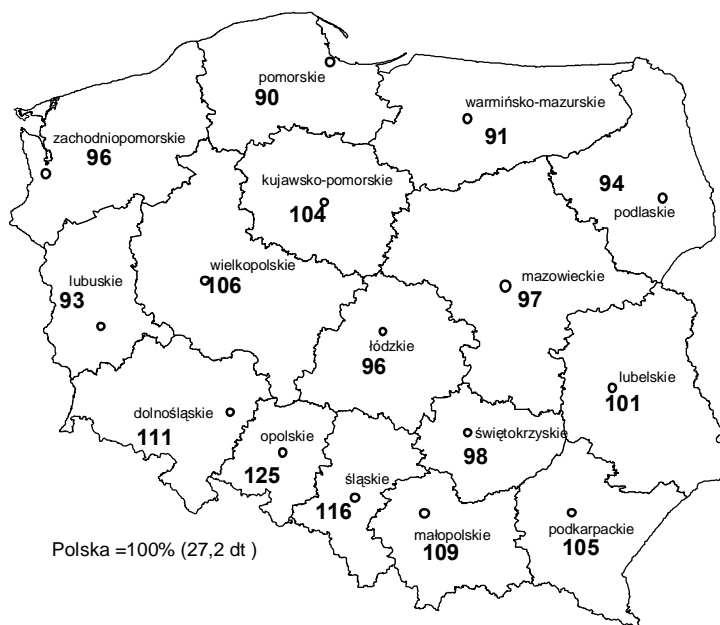 pomorskie
90
warmińsko-mazurskie
91
zachodniopomorskie
96
kujawsko-pomorskie
104
94
podlaskie
wielkopolskie
106
mazowieckie
97
lubuskie
93
łódzkie
96
lubelskie
101
dolnośląskie
111
opolskie
125
świętokrzyskie
98
śląskie
116
małopolskie
109
podkarpackie
105
Polska =100% (27,2 dt )